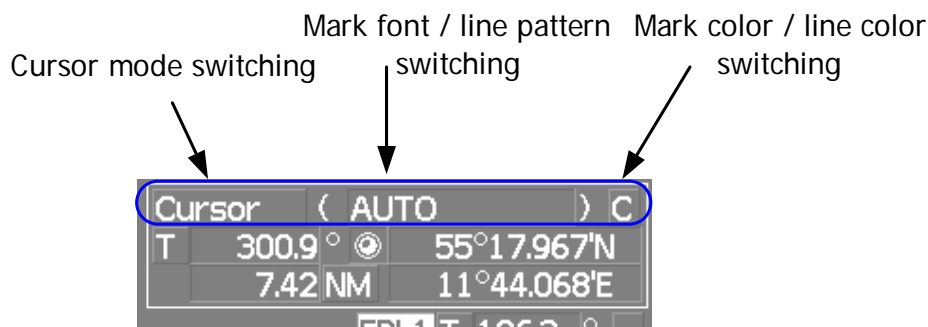 Mark font / line pattern switching
Mark color / line color switching
Cursor mode switching
Cursor ( AUTO ) C
T 300.9 ° 55°17.967'N
7.42 NM 11°44.068'E